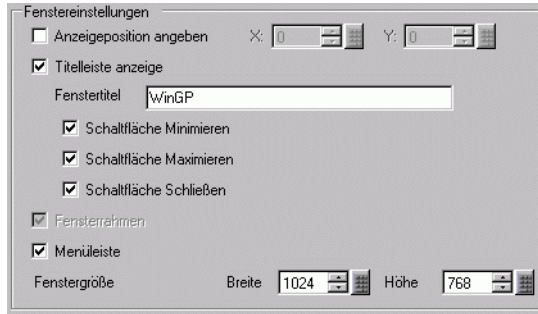 Fenstereinstellungen
Anzeigeposition angeben X: 0 Y: 0
Titelleiste anzeige
Fenstertitel WinGP
Schaltfläche Minimieren
Schaltfläche Maximieren
Schaltfläche Schließen
Fensterrahmen
Menüleiste
Fenstergröße Breite 1024 Höhe 768